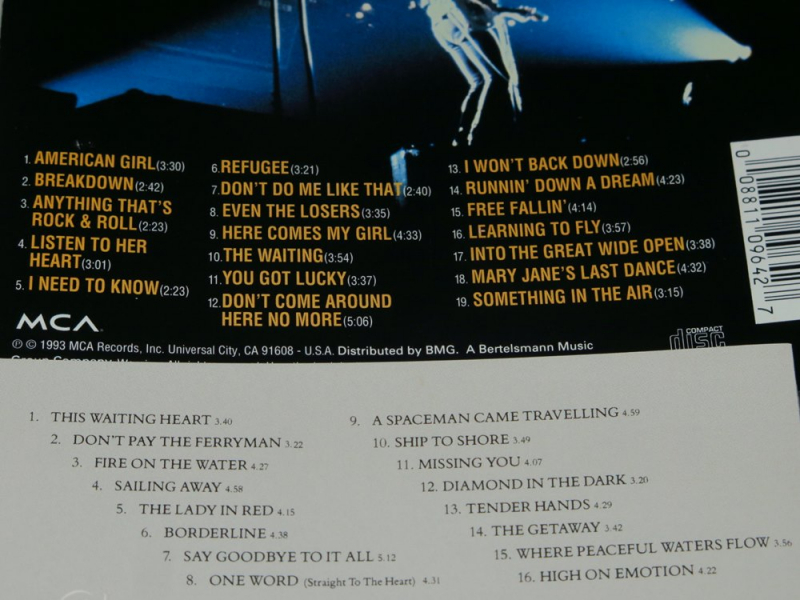 1. AMERICAN GIRL(3:30)
2. BREAKDOWN(2:42)
3. ANYTHING THAT'S
ROCK & ROLL(2:23)
4. LISTEN TO HER
HEART(3:01)
5. I NEED TO KNOW(2:23)
6. REFUGEE(3:21)
7. DON'T DO ME LIKE THAT(2:40)
8. EVEN THE LOSERS(3:35)
9. HERE COMES MY GIRL(4:33)
10. THE WAITING(3:54)
11. YOU GOT LUCKY(3:37)
12. DON'T COME AROUND
HERE NO MORE(5:06)
13. I WON'T BACK DOWN(2:56)
14. RUNNIN' DOWN A DREAM(4:23)
15. FREE FALLIN'(4:14)
16. LEARNING TO FLY(3:57)
17. INTO THE GREAT WIDE OPEN(3:38)
18. MARY JANE'S LAST DANCE(4:32)
19. SOMETHING IN THE AIR(3:15)
0 08811 09642 7
MCA
℗ © 1993 MCA Records, Inc. Universal City, CA 91608 - U.S.A. Distributed by BMG. A Bertelsmann Music
COMPACT
disc
1. THIS WAITING HEART 3.40
2. DON'T PAY THE FERRYMAN 3.22
3. FIRE ON THE WATER 4.27
4. SAILING AWAY 4.58
5. THE LADY IN RED 4.15
6. BORDERLINE 4.38
7. SAY GOODBYE TO IT ALL 5.12
8. ONE WORD (Straight To The Heart) 4.31
9. A SPACEMAN CAME TRAVELLING 4.59
10. SHIP TO SHORE 3.49
11. MISSING YOU 4.07
12. DIAMOND IN THE DARK 3.20
13. TENDER HANDS 4.29
14. THE GETAWAY 3.42
15. WHERE PEACEFUL WATERS FLOW 3.56
16. HIGH ON EMOTION 4.22